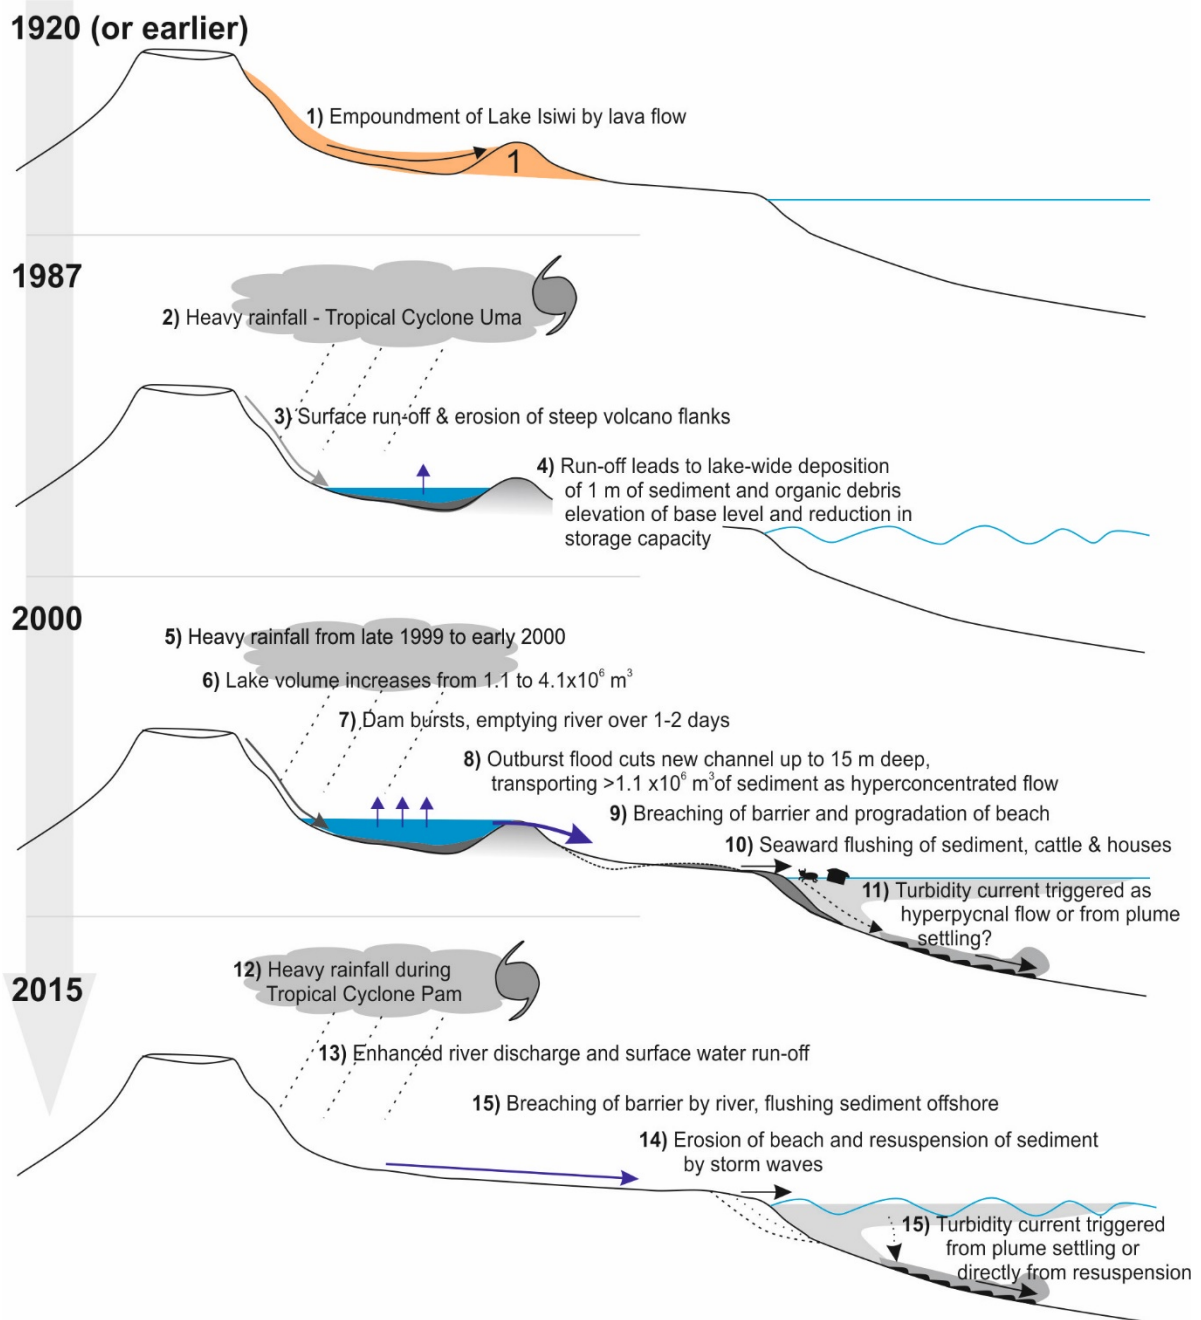 1920 (or earlier)
1) Empoundment of Lake Isiwi by lava flow
1
1987
2) Heavy rainfall - Tropical Cyclone Uma
3) Surface run-off & erosion of steep volcano flanks
4) Run-off leads to lake-wide deposition
of 1 m of sediment and organic debris
elevation of base level and reduction in
storage capacity
2000
5) Heavy rainfall from late 1999 to early 2000
6) Lake volume increases from 1.1 to 4.1x10⁶ m³
7) Dam bursts, emptying river over 1-2 days
8) Outburst flood cuts new channel up to 15 m deep,
transporting >1.1 x10⁶ m³of sediment as hyperconcentrated flow
9) Breaching of barrier and progradation of beach
10) Seaward flushing of sediment, cattle & houses
11) Turbidity current triggered as
hyperpycnal flow or from plume
settling?
2015
12) Heavy rainfall during
Tropical Cyclone Pam
13) Enhanced river discharge and surface water run-off
15) Breaching of barrier by river, flushing sediment offshore
14) Erosion of beach and resuspension of sediment
by storm waves
15) Turbidity current triggered
from plume settling or
directly from resuspension